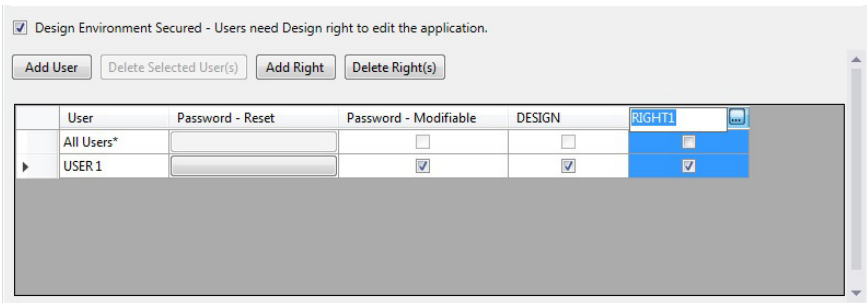 Design Environment Secured - Users need Design right to edit the application.
Add User Delete Selected User(s) Add Right Delete Right(s)
User Password - Reset Password - Modifiable DESIGN RIGHT1 ...
All Users*
USER 1